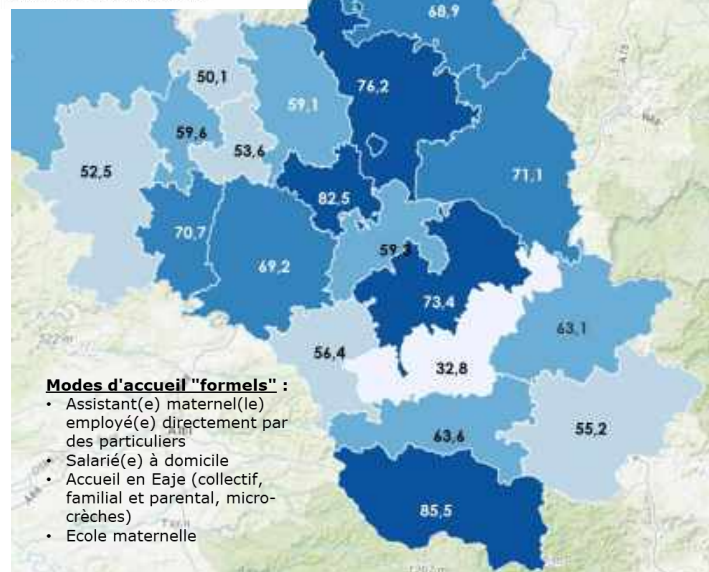 68,9
50,1
76,2
59,1
59,6
53,6
52,5
71,1
82,5
70,7
59,3
69,2
73,4
63,1
56,4
32,8
Modes d'accueil "formels" :
• Assistant(e) maternel(le)
employé(e) directement par
des particuliers
• Salarié(e) à domicile
• Accueil en Eaje (collectif,
familial et parental, micro-
crèches)
• Ecole maternelle
63,6
55,2
85,5